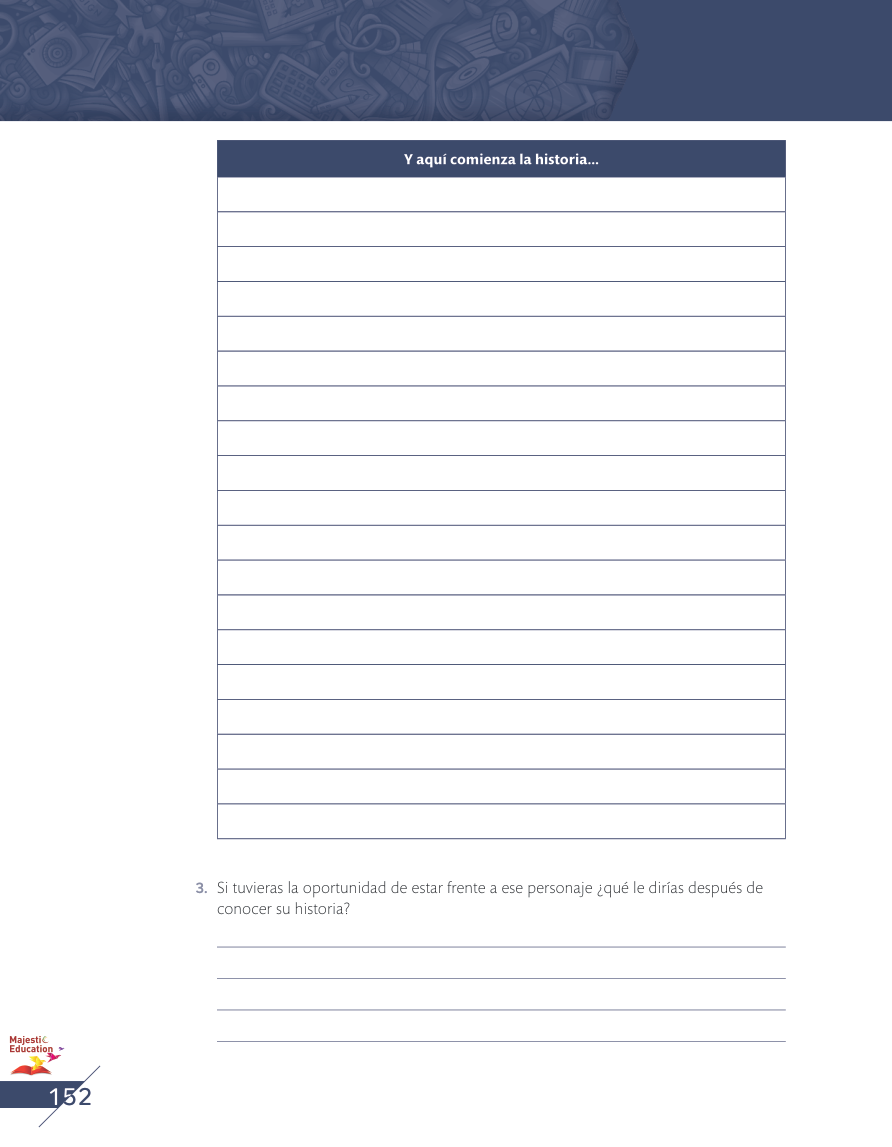 Y aquí comienza la historia...
3. Si tuvieras la oportunidad de estar frente a ese personaje ¿qué le dirías después de
conocer su historia?
Majestic
Education
152